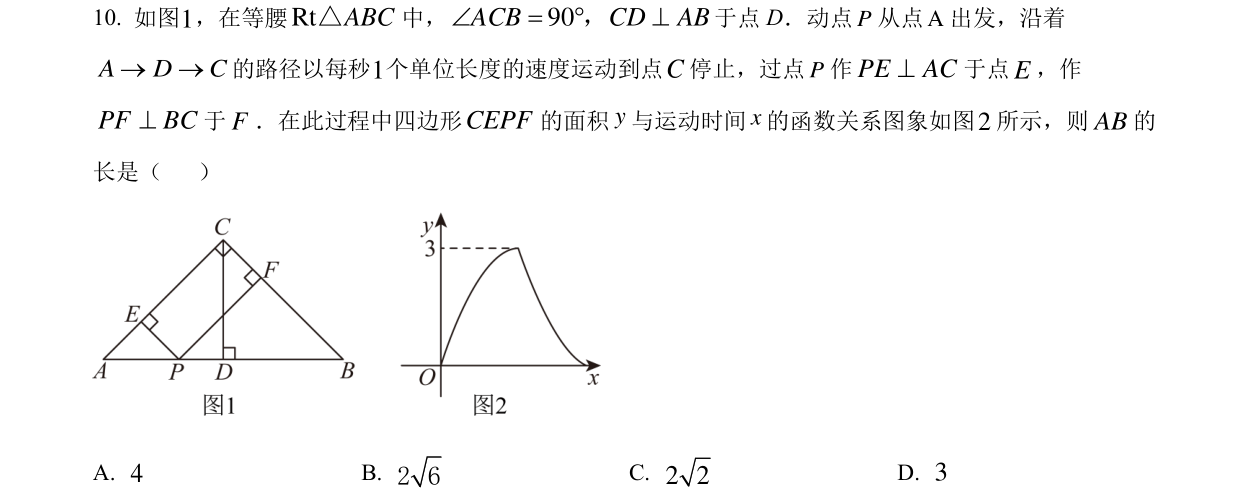 10. 如图1，在等腰Rt△ABC中，∠ACB=90°，CD⊥AB于点D．动点P从点A出发，沿着
A→D→C的路径以每秒1个单位长度的速度运动到点C停止，过点P作PE⊥AC于点E，作
PF⊥BC于F．在此过程中四边形CEPF的面积y与运动时间x的函数关系图象如图2所示，则AB的
长是（ ）
C
F
E
A P D B
图1
y
3
O x
图2
A. 4 B. 2√6 C. 2√2 D. 3